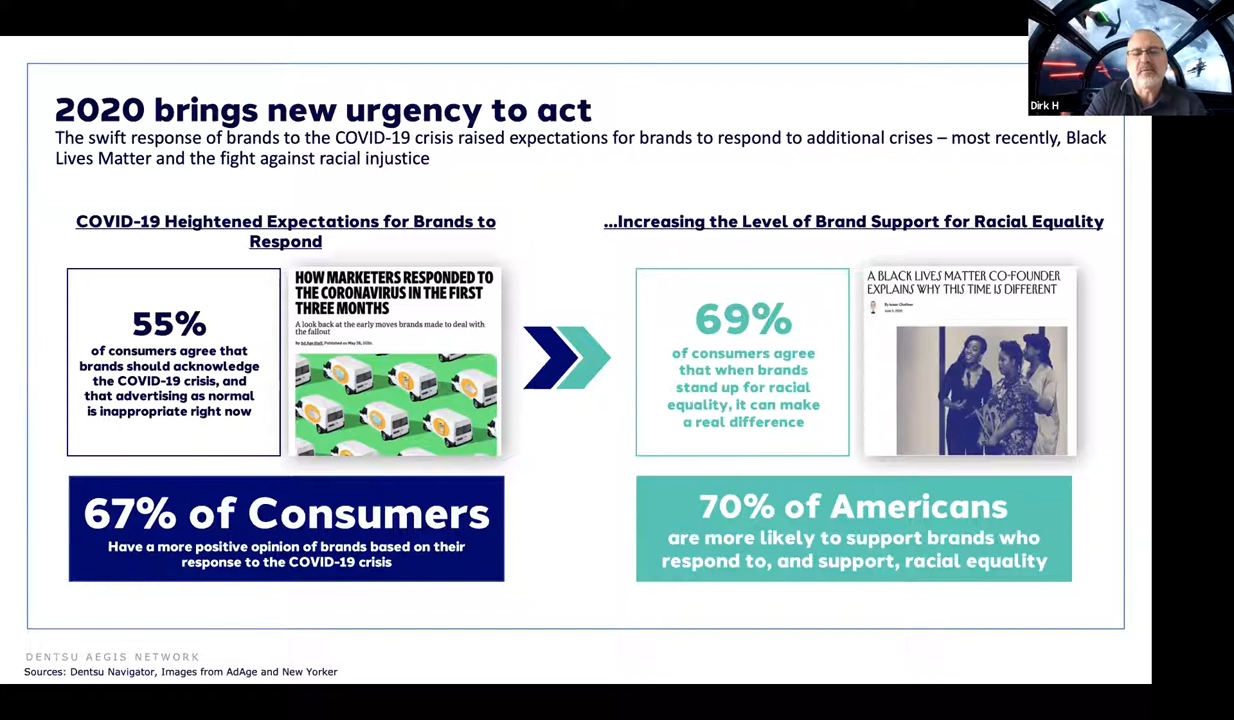 Dirk H
2020 brings new urgency to act
The swift response of brands to the COVID-19 crisis raised expectations for brands to respond to additional crises – most recently, Black
Lives Matter and the fight against racial injustice
COVID-19 Heightened Expectations for Brands to
Respond
55%
of consumers agree that
brands should acknowledge
the COVID-19 crisis, and
that advertising as normal
is inappropriate right now
HOW MARKETERS RESPONDED TO
THE CORONAVIRUS IN THE FIRST
THREE MONTHS
A look back at the early moves brands made to deal with
the fallout
67% of Consumers
Have a more positive opinion of brands based on their
response to the COVID-19 crisis
...Increasing the Level of Brand Support for Racial Equality
69%
of consumers agree
that when brands
stand up for racial
equality, it can make
a real difference
A BLACK LIVES MATTER CO-FOUNDER
EXPLAINS WHY THIS TIME IS DIFFERENT
70% of Americans
are more likely to support brands who
respond to, and support, racial equality
DENTSU AEGIS NETWORK
Sources: Dentsu Navigator, Images from AdAge and New Yorker